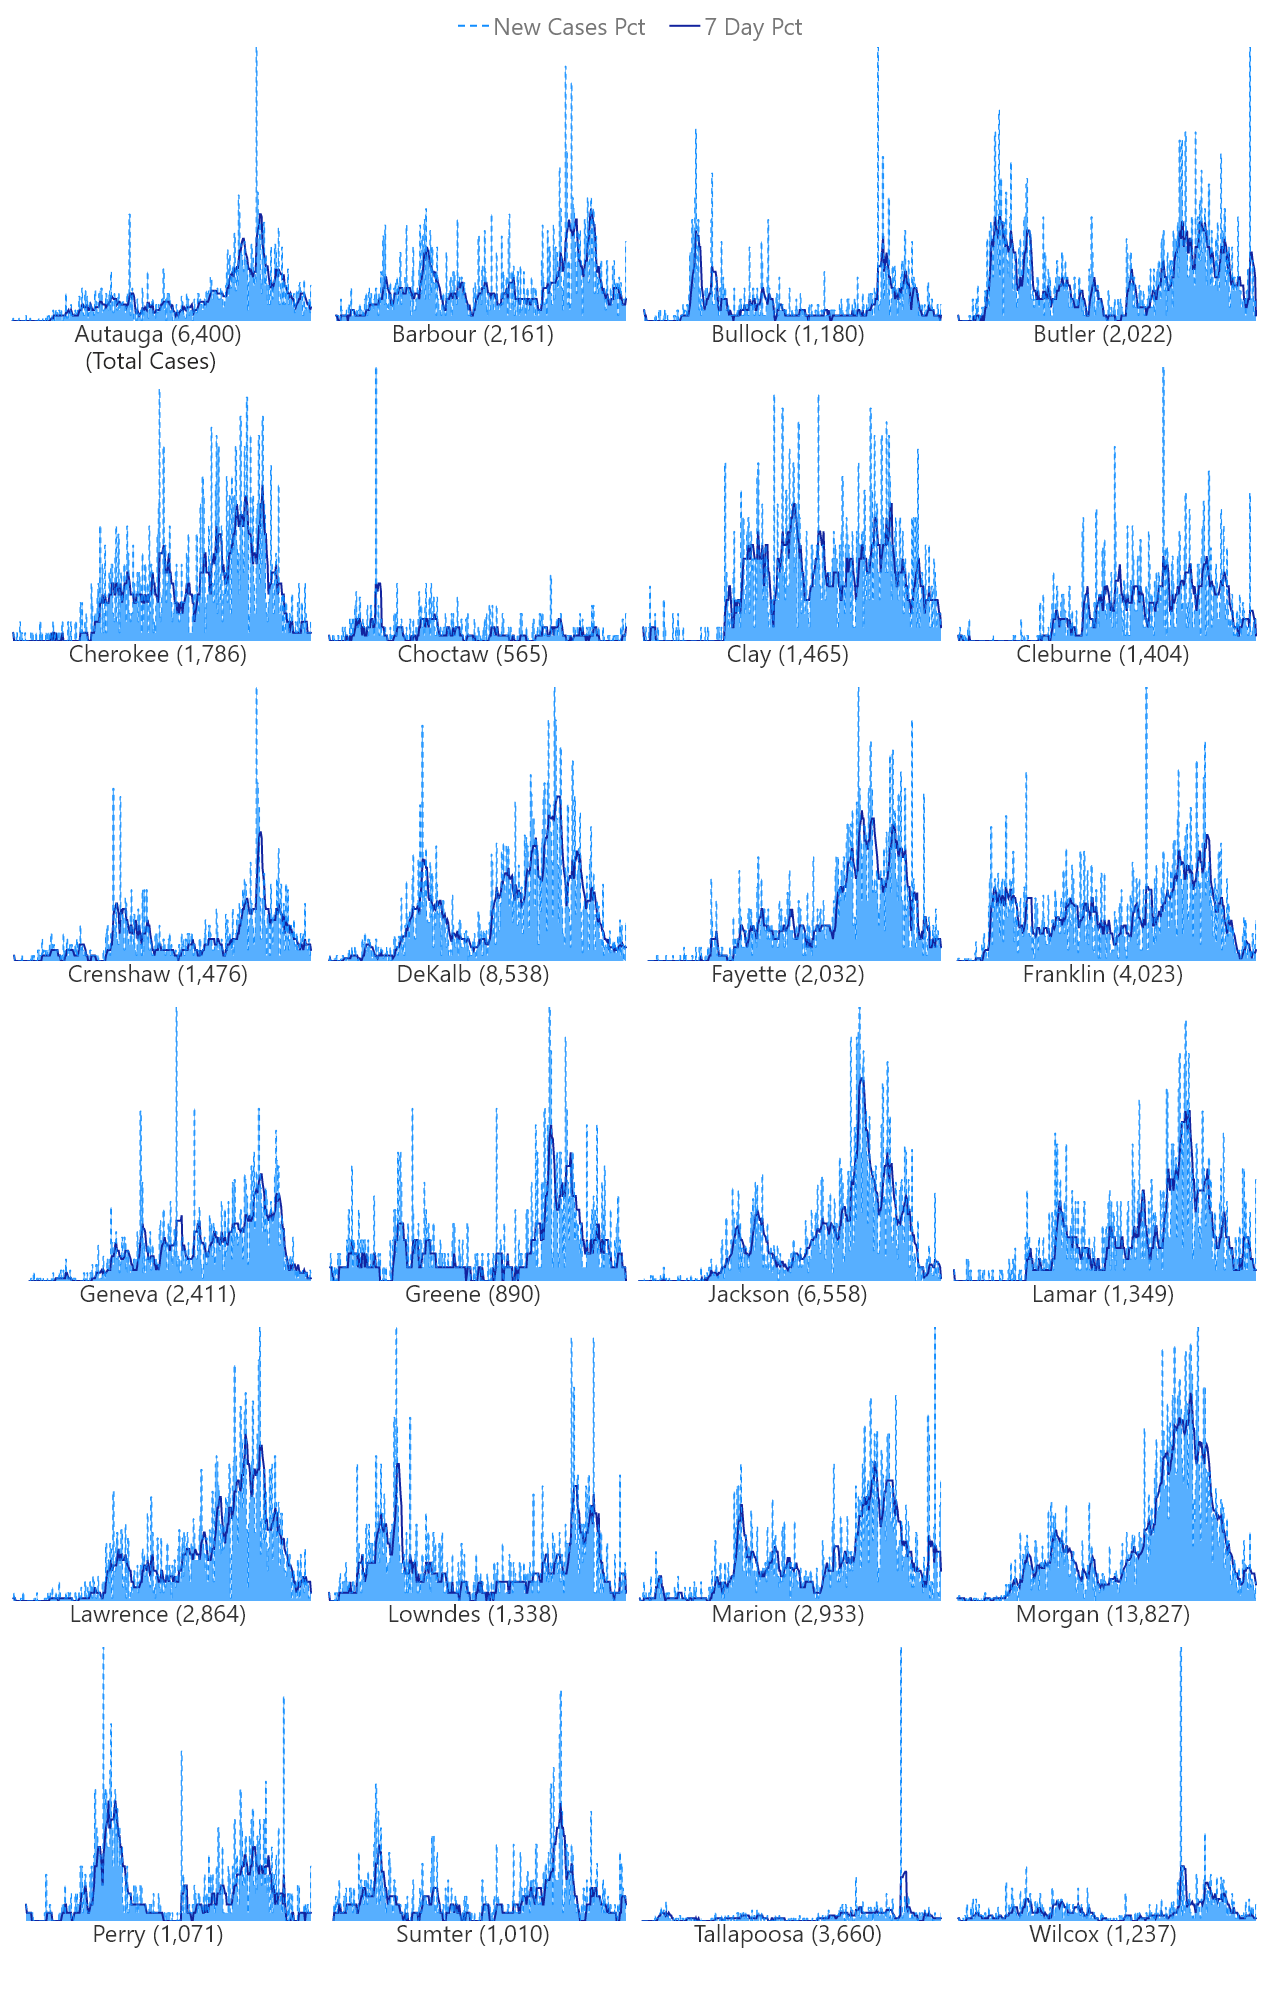 New Cases Pct 7 Day Pct
Autauga (6,400) Barbour (2,161) Bullock (1,180) Butler (2,022)
(Total Cases)
Cherokee (1,786) Choctaw (565) Clay (1,465) Cleburne (1,404)
Crenshaw (1,476) DeKalb (8,538) Fayette (2,032) Franklin (4,023)
Geneva (2,411) Greene (890) Jackson (6,558) Lamar (1,349)
Lawrence (2,864) Lowndes (1,338) Marion (2,933) Morgan (13,827)
Perry (1,071) Sumter (1,010) Tallapoosa (3,660) Wilcox (1,237)